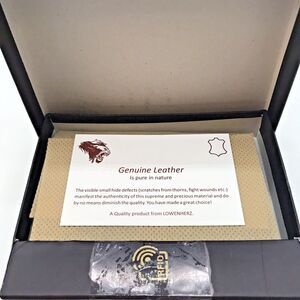 Genuine Leather
is pure in nature
The visible small hide defects (scratches from thorns, fight wounds etc.)
manifest the authenticity of this supreme and precious material and do
by no means diminish the quality. You have made a great choice!
A Quality product from LÖWENHERZ.
RFID